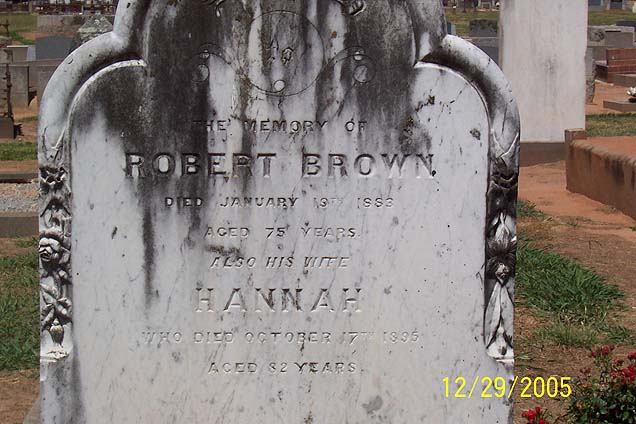 THE MEMORY OF
ROBERT BROWN
DIED JANUARY 19TH 1883
AGED 75 YEARS.
ALSO HIS WIFE
HANNAH
WHO DIED OCTOBER 17TH 1895
AGED 82 YEARS.
12/29/2005